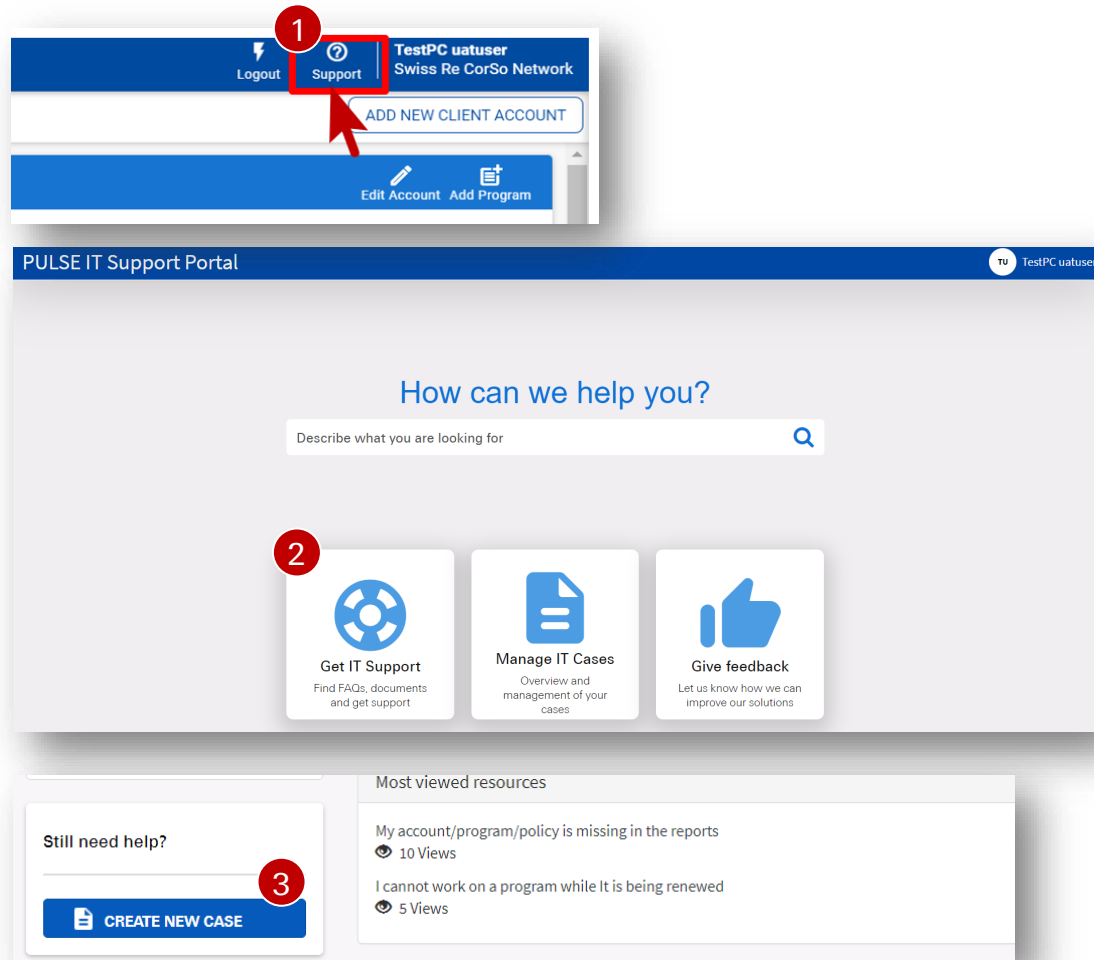 1
Logout
Support
TestPC uatuser
Swiss Re CorSo Network
ADD NEW CLIENT ACCOUNT
Edit Account
Add Program
PULSE IT Support Portal
TU
TestPC uatuser
How can we help you?
Describe what you are looking for
2
Get IT Support
Find FAQs, documents
and get support
Manage IT Cases
Overview and
management of your
cases
Give feedback
Let us know how we can
improve our solutions
Most viewed resources
Still need help?
3
CREATE NEW CASE
My account/program/policy is missing in the reports
10 Views
I cannot work on a program while It is being renewed
5 Views